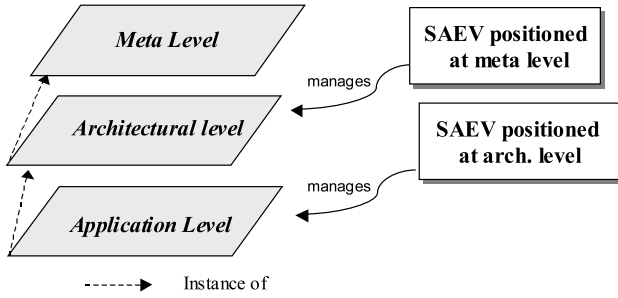 Meta Level
SAEV positioned
at meta level
manages
Architectural level
SAEV positioned
at arch. level
manages
Application Level
Instance of